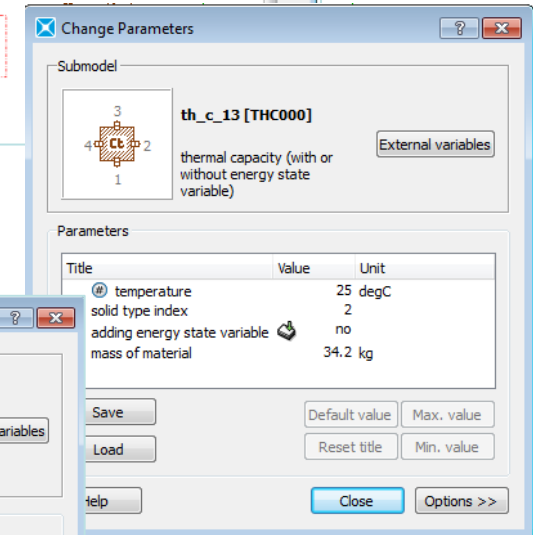 Change Parameters
Submodel
3
4 Ct 2
1
th_c_13 [THC000]
thermal capacity (with or
without energy state
variable)
External variables
Parameters
Title Value Unit
# temperature 25 degC
solid type index 2
adding energy state variable no
mass of material 34.2 kg
ariables
Save
Default value
Max. value
Load
Reset title
Min. value
Help
Close
Options >>